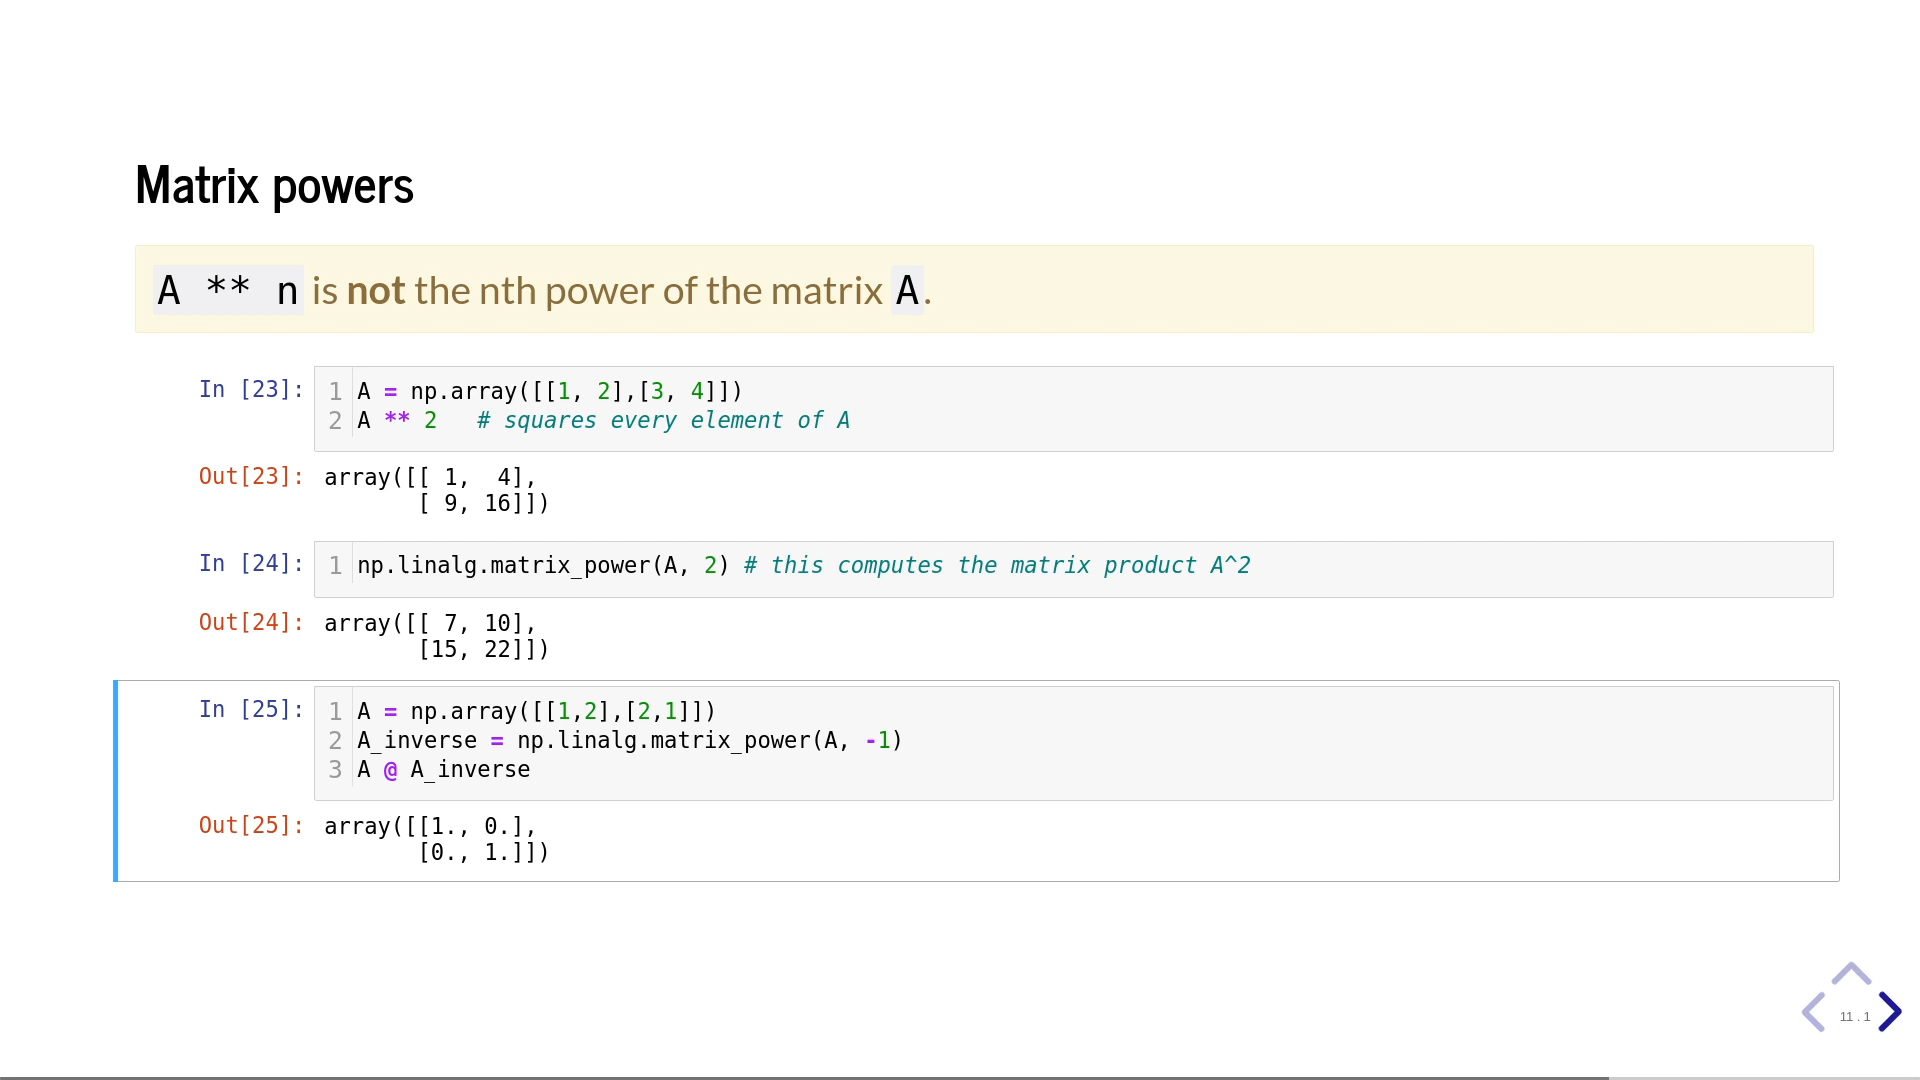 Matrix powers
A ** n is not the nth power of the matrix A.
In [23]:
1 A = np.array([[1, 2],[3, 4]])
2 A ** 2   # squares every element of A
Out[23]: array([[ 1,  4],
       [ 9, 16]])
In [24]:
1 np.linalg.matrix_power(A, 2) # this computes the matrix product A^2
Out[24]: array([[ 7, 10],
       [15, 22]])
In [25]:
1 A = np.array([[1,2],[2,1]])
2 A_inverse = np.linalg.matrix_power(A, -1)
3 A @ A_inverse
Out[25]: array([[1., 0.],
       [0., 1.]])
11 . 1